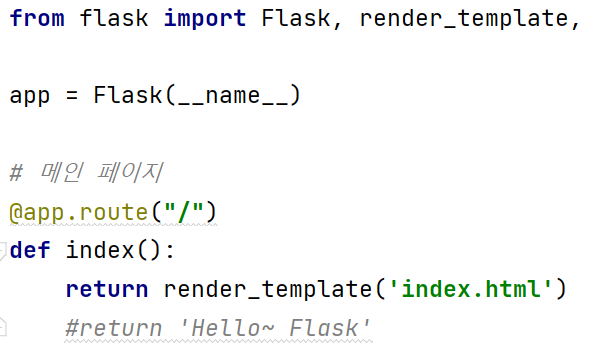 from flask import Flask, render_template,
app = Flask(__name__)
# 메인 페이지
@app.route("/")
def index():
    return render_template('index.html')
    #return 'Hello~ Flask'